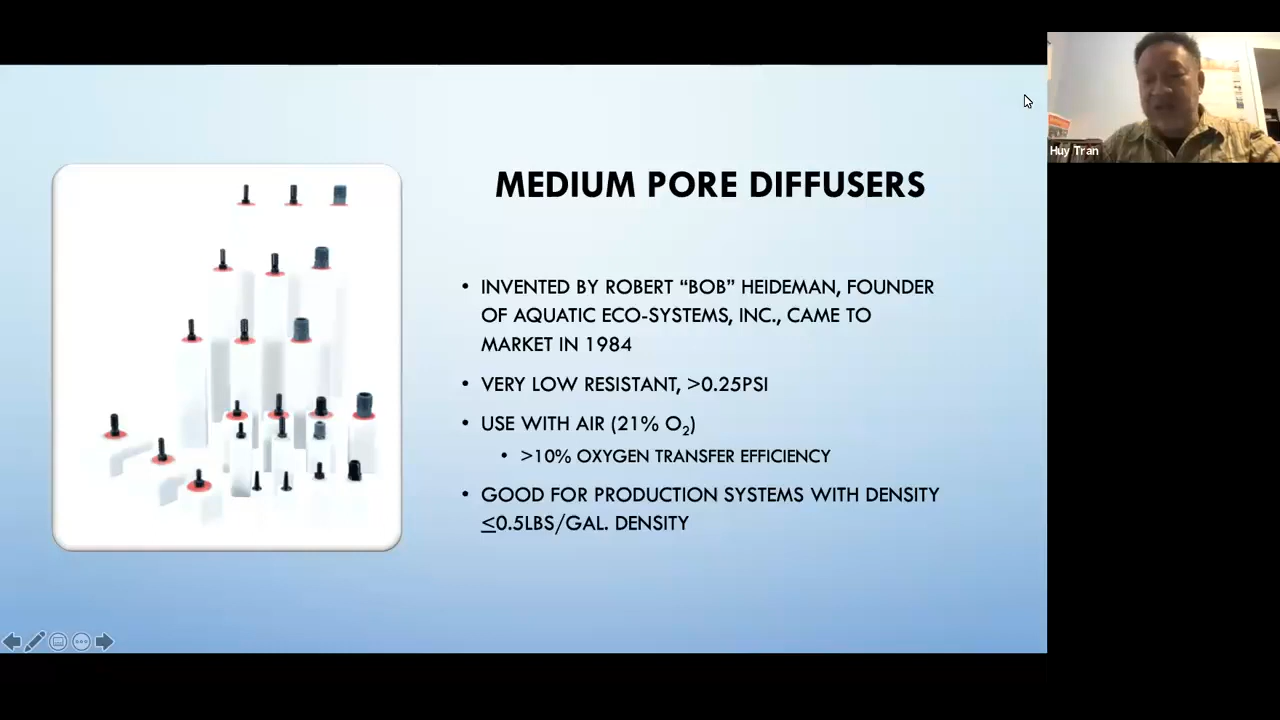 Huy Tran
MEDIUM PORE DIFFUSERS
• INVENTED BY ROBERT “BOB” HEIDEMAN, FOUNDER
OF AQUATIC ECO-SYSTEMS, INC., CAME TO
MARKET IN 1984
• VERY LOW RESISTANT, >0.25PSI
• USE WITH AIR (21% O₂)
• >10% OXYGEN TRANSFER EFFICIENCY
• GOOD FOR PRODUCTION SYSTEMS WITH DENSITY
≤0.5LBS/GAL. DENSITY